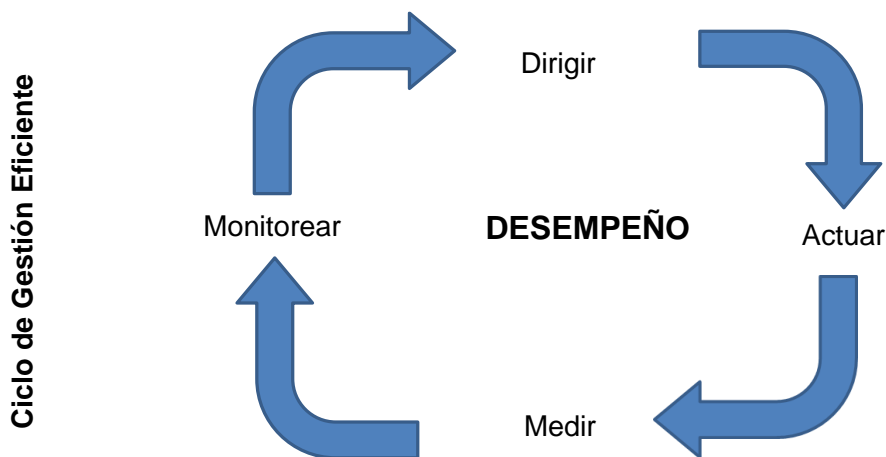 Ciclo de Gestión Eficiente
Dirigir
Monitorear
DESEMPEÑO
Actuar
Medir